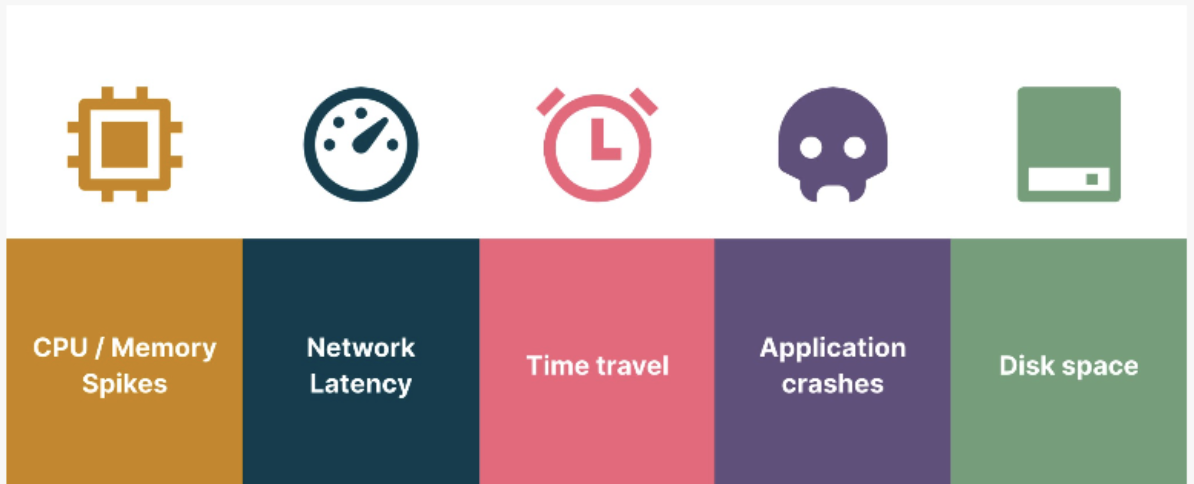 CPU / Memory
Spikes
Network
Latency
Time travel
Application
crashes
Disk space